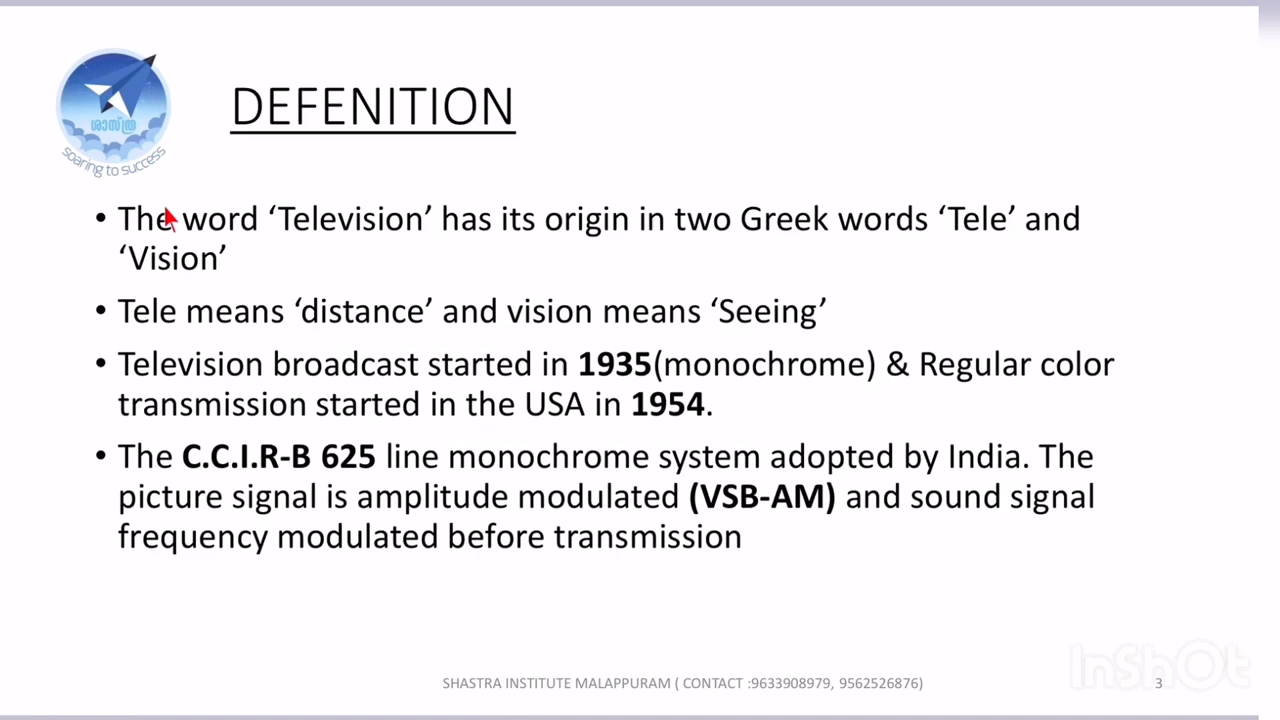 ശാസ്ത്ര
soaring to success
DEFENITION
• The word ‘Television’ has its origin in two Greek words ‘Tele’ and
‘Vision’
• Tele means ‘distance’ and vision means ‘Seeing’
• Television broadcast started in 1935(monochrome) & Regular color
transmission started in the USA in 1954.
• The C.C.I.R-B 625 line monochrome system adopted by India. The
picture signal is amplitude modulated (VSB-AM) and sound signal
frequency modulated before transmission
InShOt
SHASTRA INSTITUTE MALAPPURAM ( CONTACT :9633908979, 9562526876)
3